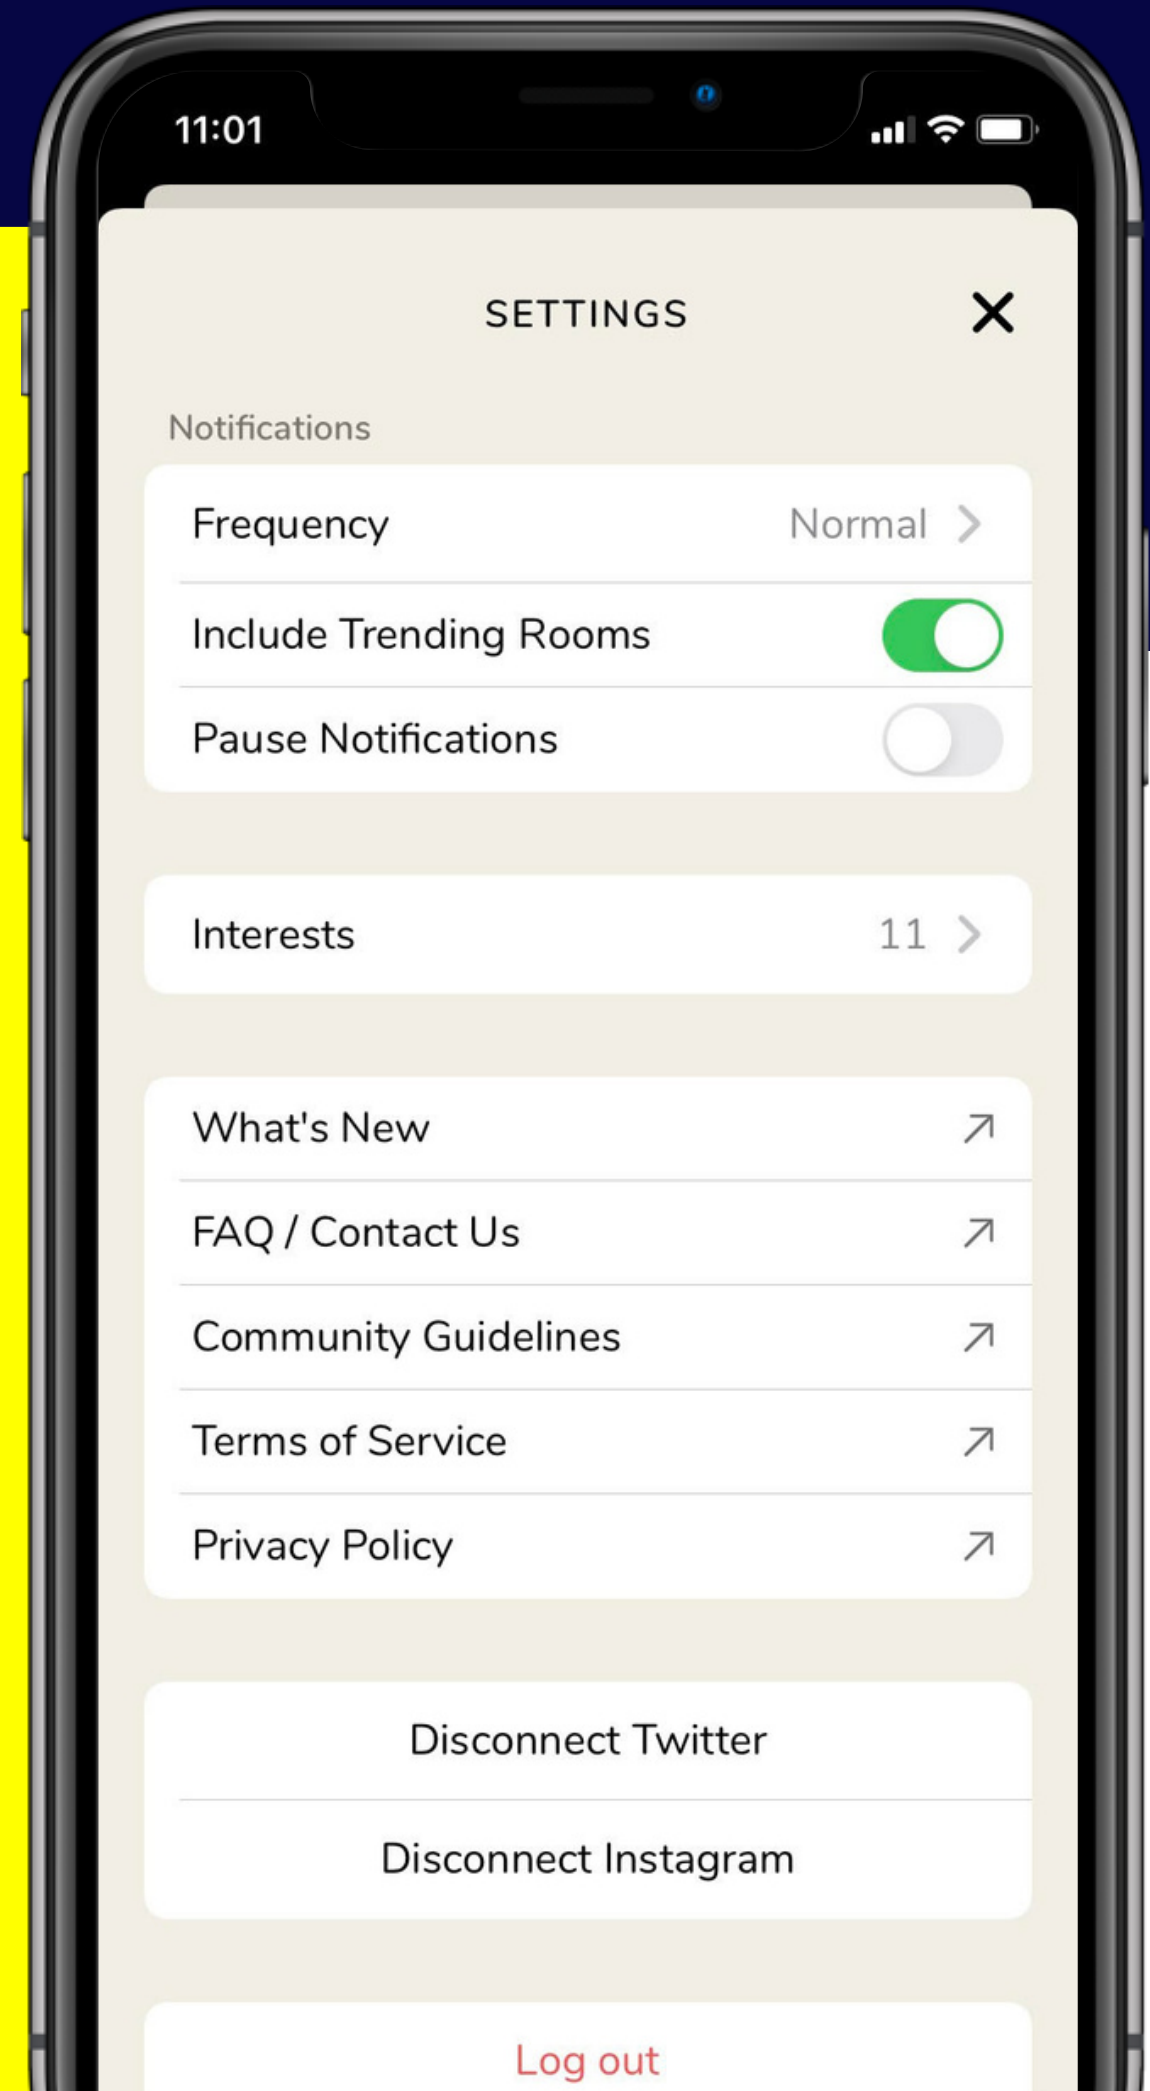 11:01
SETTINGS
Notifications
Frequency Normal
Include Trending Rooms
Pause Notifications
Interests 11
What's New
FAQ / Contact Us
Community Guidelines
Terms of Service
Privacy Policy
Disconnect Twitter
Disconnect Instagram
Log out